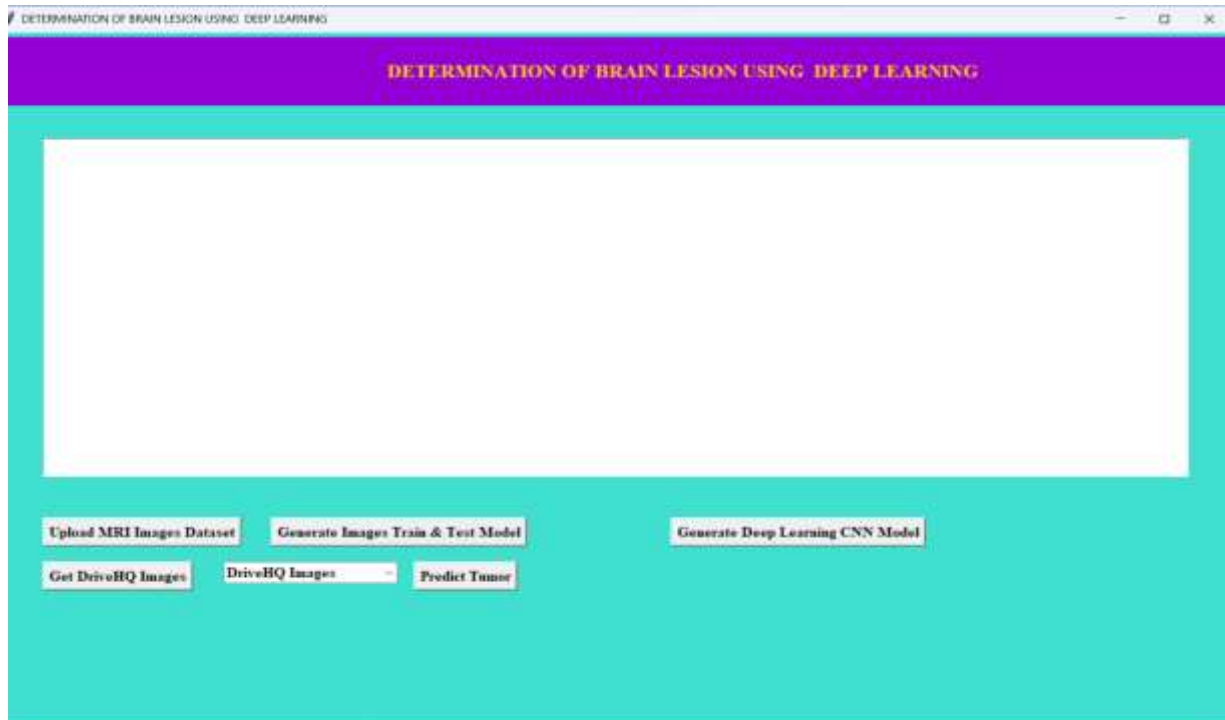 DETERMINATION OF BRAIN LESION USING  DEEP LEARNING
DETERMINATION OF BRAIN LESION USING  DEEP LEARNING
Upload MRI Images Dataset
Generate Images Train & Test Model
Generate Deep Learning CNN Model
Get DriveHQ Images
DriveHQ Images
Predict Tumor